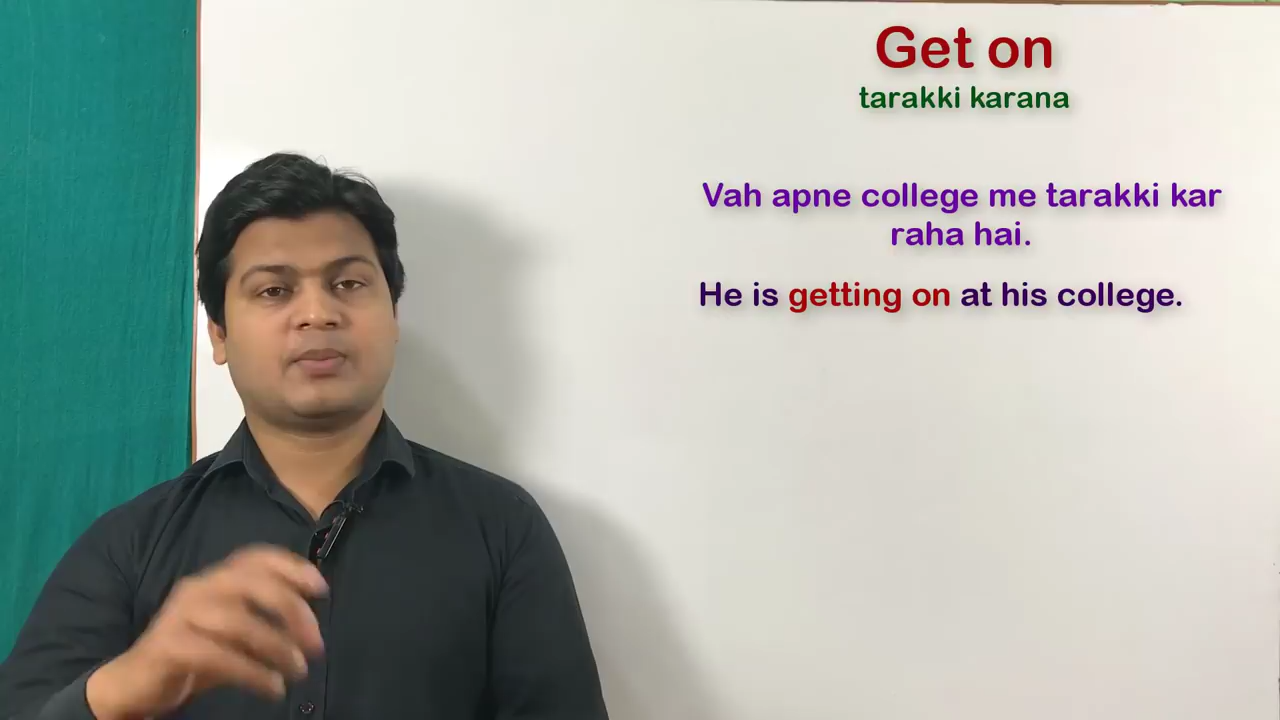 Get on
tarakki karana
Vah apne college me tarakki kar
raha hai.
He is getting on at his college.